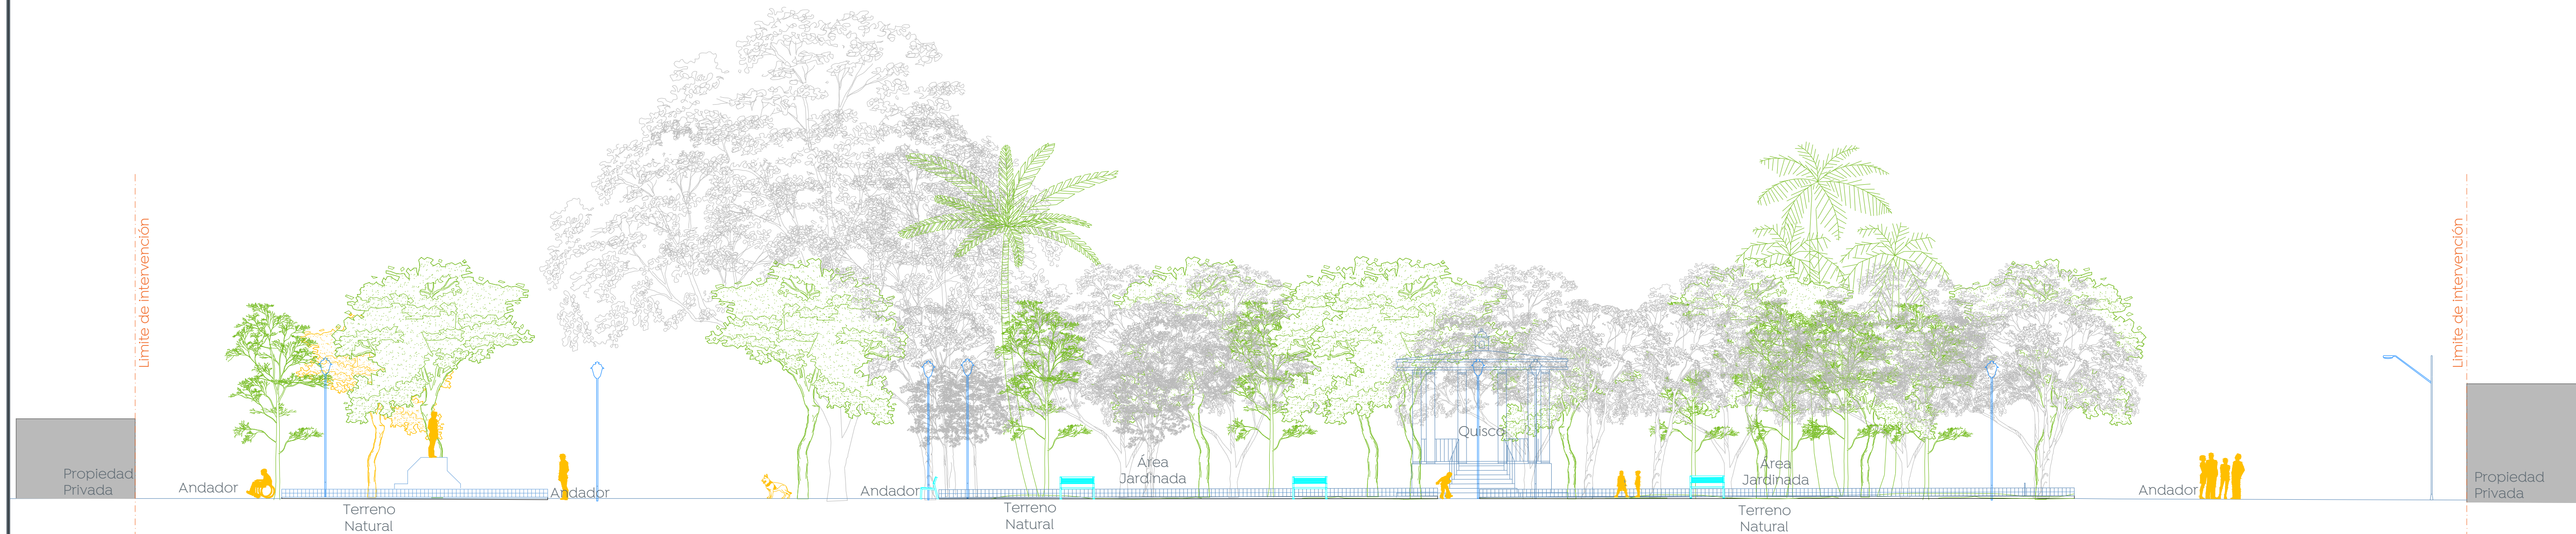 Límite de intervención
Propiedad
Privada
Andador
Terreno
Natural
Andador
Andador
Terreno
Natural
Área
Jardinada
Quisco
Área
Jardinada
Terreno
Natural
Andador
Límite de intervención
Propiedad
Privada